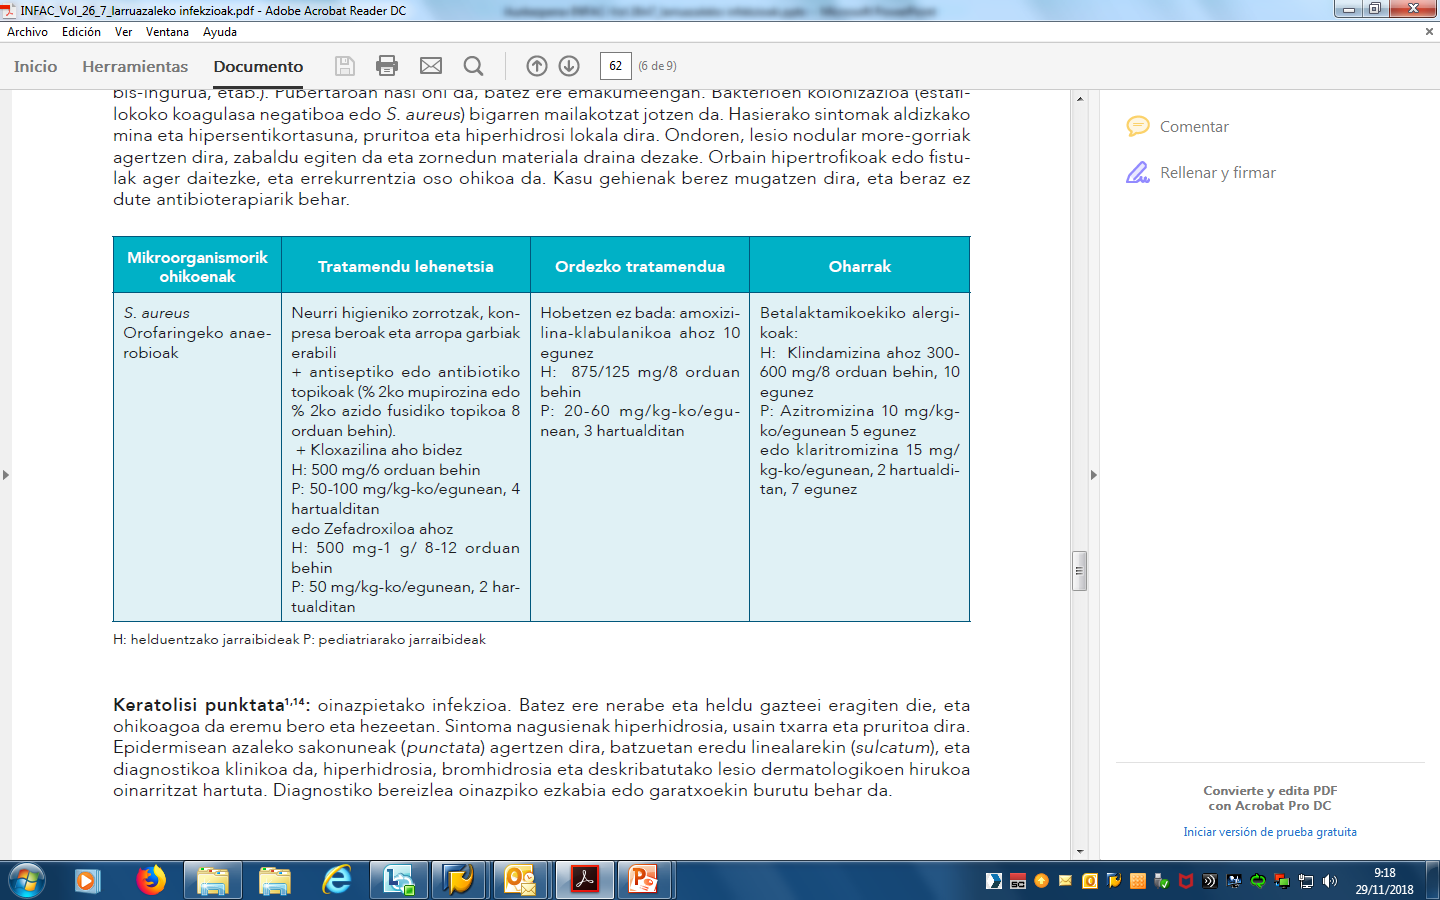 INFAC_Vol_26_7_larruazaleko infekzioak.pdf - Adobe Acrobat Reader DC
Archivo Edición Ver Ventana Ayuda
Inicio Herramientas Documento 62 (6 de 9)
bis-ingurua, etab.). Pubertaroan hasi ohi da, batez ere emakumeengan. Bakterioen kolonizazioa (estafi-
lokoko koagulasa negatiboa edo S. aureus) bigarren mailakotzat jotzen da. Hasierako sintomak aldizkako
mina eta hipersentikortasuna, pruritoa eta hiperhidrosi lokala dira. Ondoren, lesio nodular more-gorriak
agertzen dira, zabaldu egiten da eta zornedun materiala draina dezake. Orbain hipertrofikoak edo fistu-
lak ager daitezke, eta errekurrentzia oso ohikoa da. Kasu gehienak berez mugatzen dira, eta beraz ez
dute antibioterapiarik behar.
Mikroorganismorik
ohikoenak
Tratamendu lehenetsia
Ordezko tratamendua
Oharrak
S. aureus
Orofaringeko anae-
robioak
Neurri higieniko zorrotzak, kon-
presa beroak eta arropa garbiak
erabili
+ antiseptiko edo antibiotiko
topikoak (% 2ko mupirozina edo
% 2ko azido fusidiko topikoa 8
orduan behin).
+ Kloxazilina aho bidez
H: 500 mg/6 orduan behin
P: 50-100 mg/kg-ko/egunean, 4
hartualditan
edo Zefadroxiloa ahoz
H: 500 mg-1 g/ 8-12 orduan
behin
P: 50 mg/kg-ko/egunean, 2 har-
tualditan
Hobetzen ez bada: amoxizi-
lina-klabulanikoa ahoz 10
egunez
H: 875/125 mg/8 orduan
behin
P: 20-60 mg/kg-ko/egu-
nean, 3 hartualditan
Betalaktamikoekiko alergi-
koak:
H: Klindamizina ahoz 300-
600 mg/8 orduan behin, 10
egunez
P: Azitromizina 10 mg/kg-
ko/egunean 5 egunez
edo klaritromizina 15 mg/
kg-ko/egunean, 2 hartualdi-
tan, 7 egunez
H: helduentzako jarraibideak P: pediatriarako jarraibideak
Keratolisi punktata1,14: oinazpietako infekzioa. Batez ere nerabe eta heldu gazteei eragiten die, eta
ohikoagoa da eremu bero eta hezeetan. Sintoma nagusienak hiperhidrosia, usain txarra eta pruritoa dira.
Epidermisean azaleko sakonuneak (punctata) agertzen dira, batzuetan eredu linealarekin (sulcatum), eta
diagnostikoa klinikoa da, hiperhidrosia, bromhidrosia eta deskribatutako lesio dermatologikoen hirukoa
oinarritzat hartuta. Diagnostiko bereizlea oinazpiko ezkabia edo garatxoekin burutu behar da.
Comentar
Rellenar y firmar
Convierte y edita PDF
con Acrobat Pro DC
Iniciar versión de prueba gratuita
9:18
29/11/2018